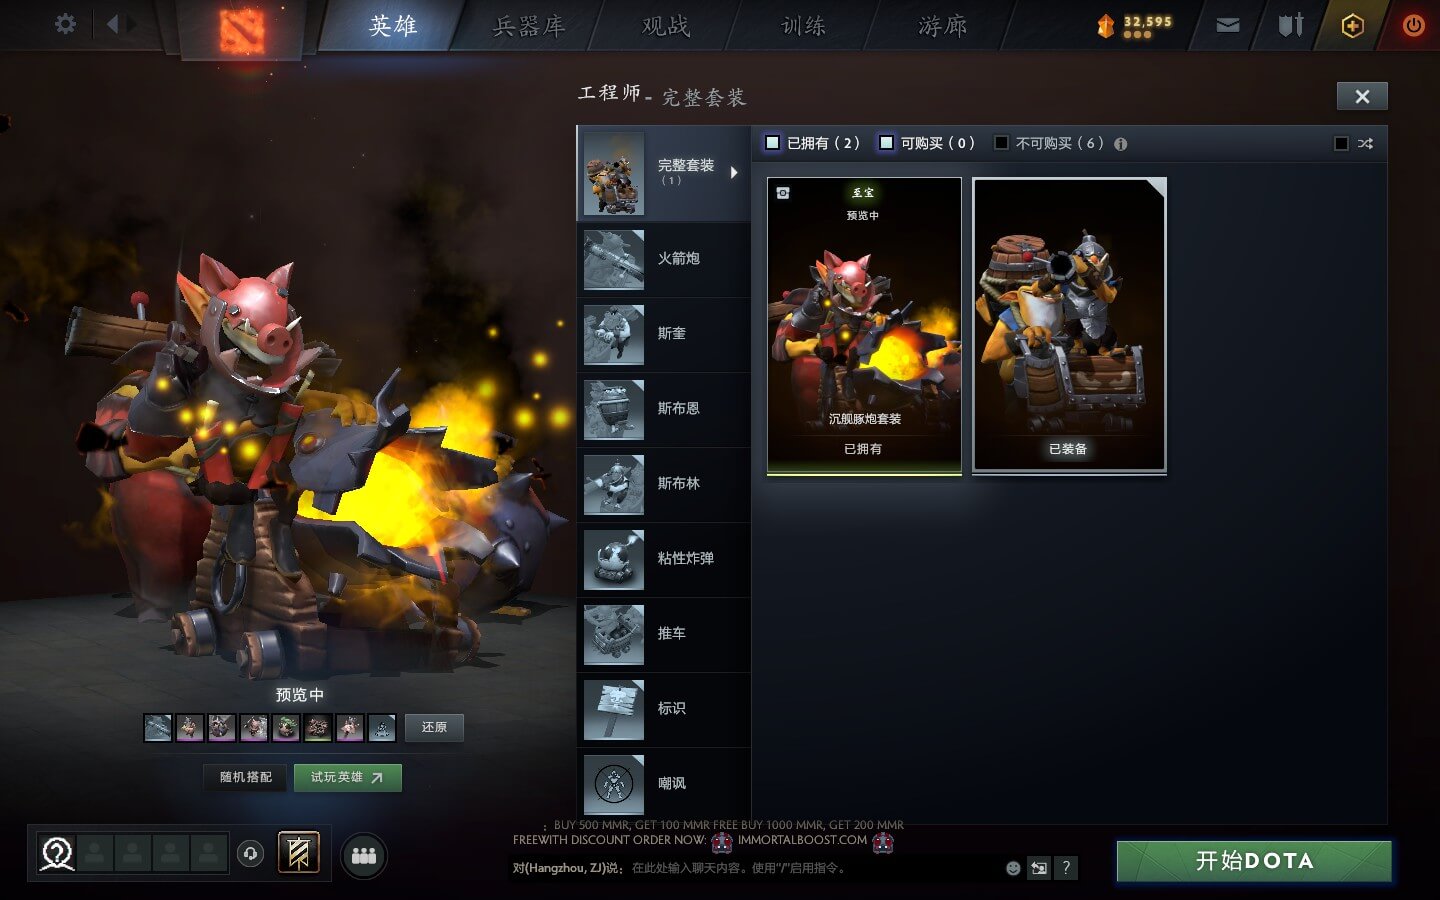 英雄
兵器库
观战
训练
游廊
32,595
工程师 - 完整套装
完整套装
(1)
已拥有 (2)
可购买 (0)
不可购买 (6)
火箭炮
斯奎
斯布恩
斯布林
粘性炸弹
推车
标识
嘲讽
至宝
预览中
沉舰豚炮套装
已拥有
已装备
预览中
还原
随机搭配
试玩英雄
: BUY 500 MMR, GET 100 MMR FREE BUY 1000 MMR, GET 200 MMR
FREEWITH DISCOUNT ORDER NOW: IMMORTALBOOST.COM
对(Hangzhou, ZJ)说： 在此处输入聊天内容。使用“/”启用指令。
?
开始DOTA